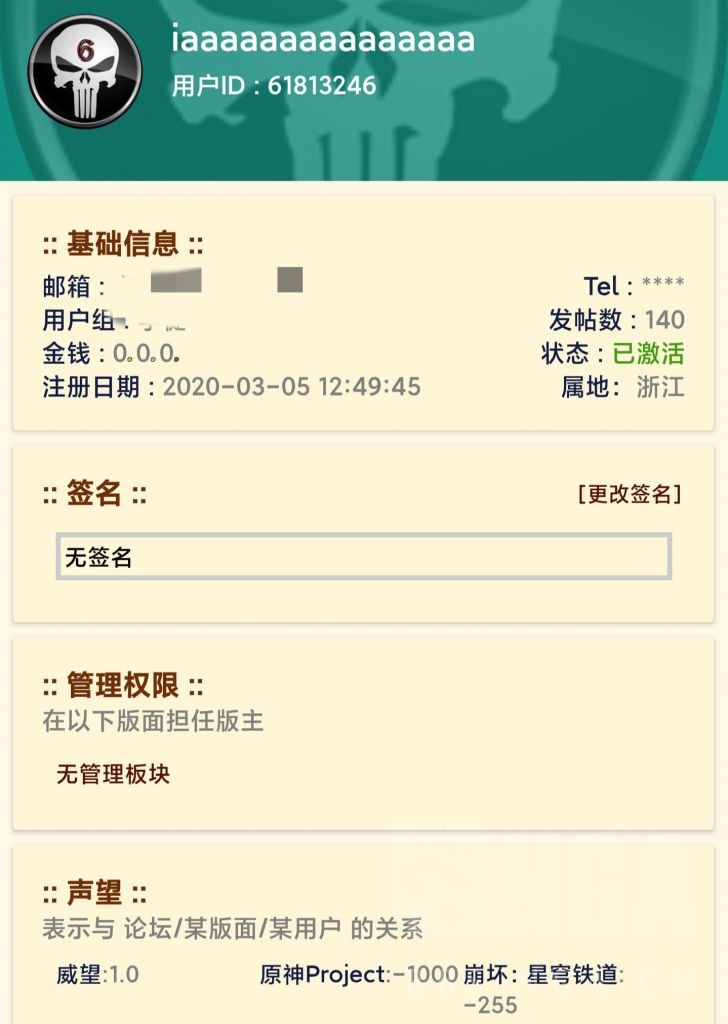 6
iaaaaaaaaaaaaaaa
用户ID : 61813246
:: 基础信息 ::
邮箱 :
Tel : ****
用户组 :
发帖数 : 140
金钱 : 0.0.0.
状态 : 已激活
注册日期 : 2020-03-05 12:49:45
属地: 浙江
:: 签名 ::
[更改签名]
无签名
:: 管理权限 ::
在以下版面担任版主
无管理板块
:: 声望 ::
表示与 论坛/某版面/某用户 的关系
威望:1.0
原神Project:-1000
崩坏: 星穹铁道:
-255